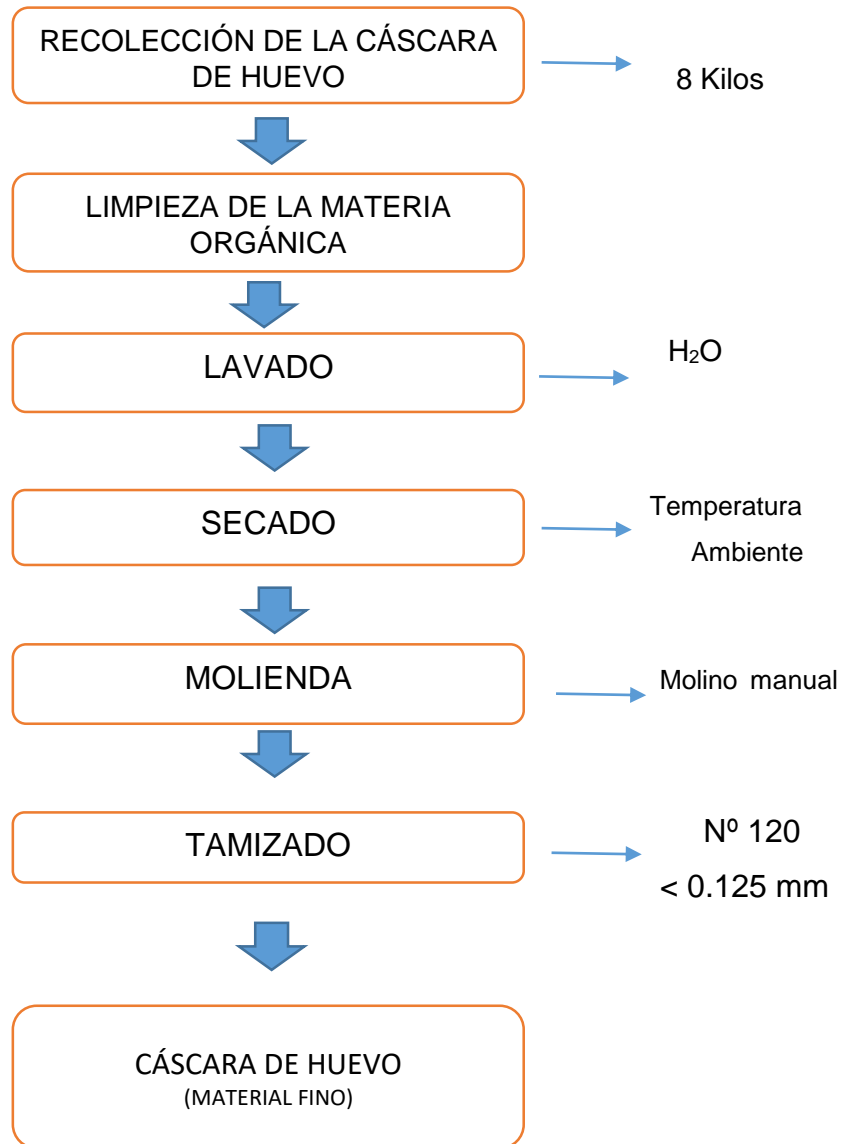 RECOLECCIÓN DE LA CÁSCARA
DE HUEVO
8 Kilos
LIMPIEZA DE LA MATERIA
ORGÁNICA
LAVADO
H₂O
SECADO
Temperatura
Ambiente
MOLIENDA
Molino manual
TAMIZADO
Nº 120
< 0.125 mm
CÁSCARA DE HUEVO
(MATERIAL FINO)